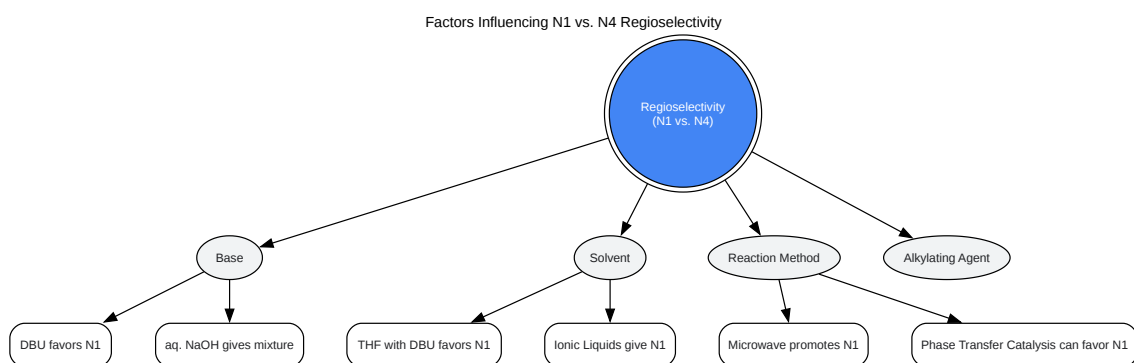 Factors Influencing N1 vs. N4 Regioselectivity
Regioselectivity
(N1 vs. N4)
Base
Solvent
Reaction Method
Alkylating Agent
DBU favors N1
aq. NaOH gives mixture
THF with DBU favors N1
Ionic Liquids give N1
Microwave promotes N1
Phase Transfer Catalysis can favor N1